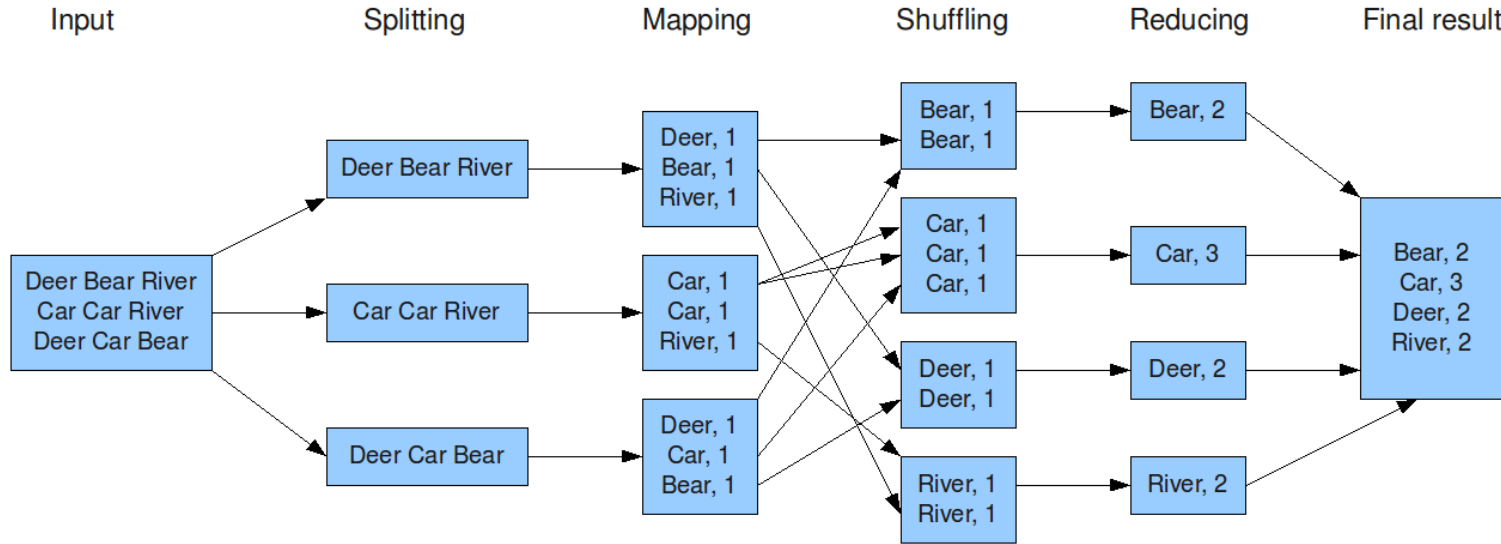 Input
Splitting
Mapping
Shuffling
Reducing
Final result
Deer Bear River
Car Car River
Deer Car Bear
Deer Bear River
Car Car River
Deer Car Bear
Deer, 1
Bear, 1
River, 1
Car, 1
Car, 1
River, 1
Deer, 1
Car, 1
Bear, 1
Bear, 1
Bear, 1
Car, 1
Car, 1
Car, 1
Deer, 1
Deer, 1
River, 1
River, 1
Bear, 2
Car, 3
Deer, 2
River, 2
Bear, 2
Car, 3
Deer, 2
River, 2